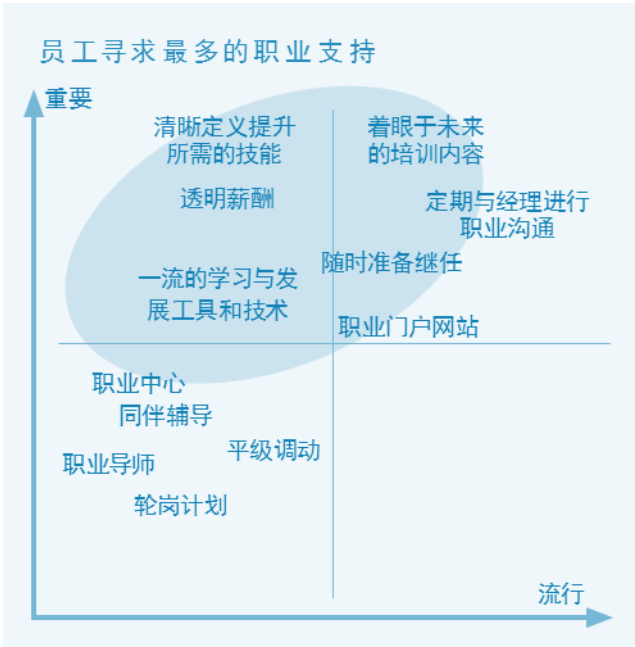 员工寻求最多的职业支持
重要
清晰定义提升
所需的技能
着眼于未来
的培训内容
透明薪酬
定期与经理进行
职业沟通
随时准备继任
一流的学习与发
展工具和技术
职业门户网站
职业中心
同伴辅导
平级调动
职业导师
轮岗计划
流行